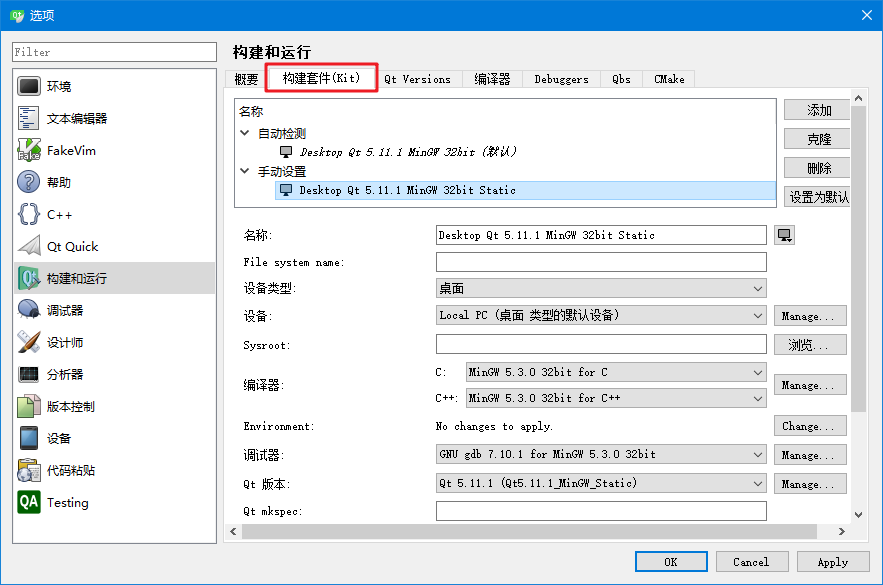 选项
Filter
环境
文本编辑器
FakeVim
帮助
C++
Qt Quick
构建和运行
调试器
设计师
分析器
版本控制
设备
代码粘贴
Testing
构建和运行
概要 构建套件(Kit) Qt Versions 编译器 Debuggers Qbs CMake
名称
自动检测
Desktop Qt 5.11.1 MinGW 32bit (默认)
手动设置
Desktop Qt 5.11.1 MinGW 32bit Static
添加
克隆
删除
设置为默认
名称: Desktop Qt 5.11.1 MinGW 32bit Static
File system name:
设备类型: 桌面
设备: Local PC (桌面 类型的默认设备) Manage...
Sysroot: 浏览...
编译器: C: MinGW 5.3.0 32bit for C
C++: MinGW 5.3.0 32bit for C++ Manage...
Environment: No changes to apply. Change...
调试器: GNU gdb 7.10.1 for MinGW 5.3.0 32bit Manage...
Qt 版本: Qt 5.11.1 (Qt5.11.1_MinGW_Static) Manage...
Qt mkspec:
OK Cancel Apply